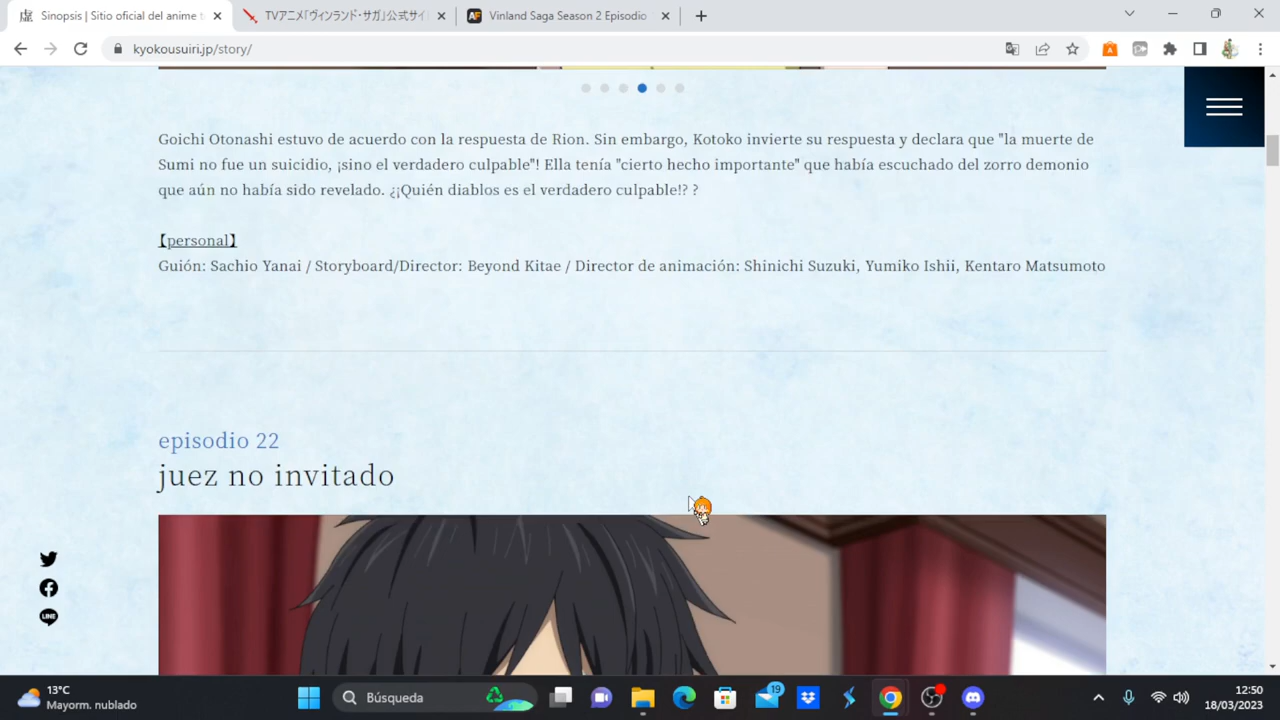 Sinopsis | Sitio oficial del anime t
TVアニメ「ヴィンランド・サガ」公式サイ
AF
Vinland Saga Season 2 Episodio
kyokousuiri.jp/story/
Goichi Otonashi estuvo de acuerdo con la respuesta de Rion. Sin embargo, Kotoko invierte su respuesta y declara que "la muerte de
Sumi no fue un suicidio, ¡sino el verdadero culpable"! Ella tenía "cierto hecho importante" que había escuchado del zorro demonio
que aún no había sido revelado. ¿¡Quién diablos es el verdadero culpable!? ?
【personal】
Guión: Sachio Yanai / Storyboard/Director: Beyond Kitae / Director de animación: Shinichi Suzuki, Yumiko Ishii, Kentaro Matsumoto
episodio 22
juez no invitado
LINE
13°C
Mayorm. nublado
Búsqueda
19
12:50
18/03/2023